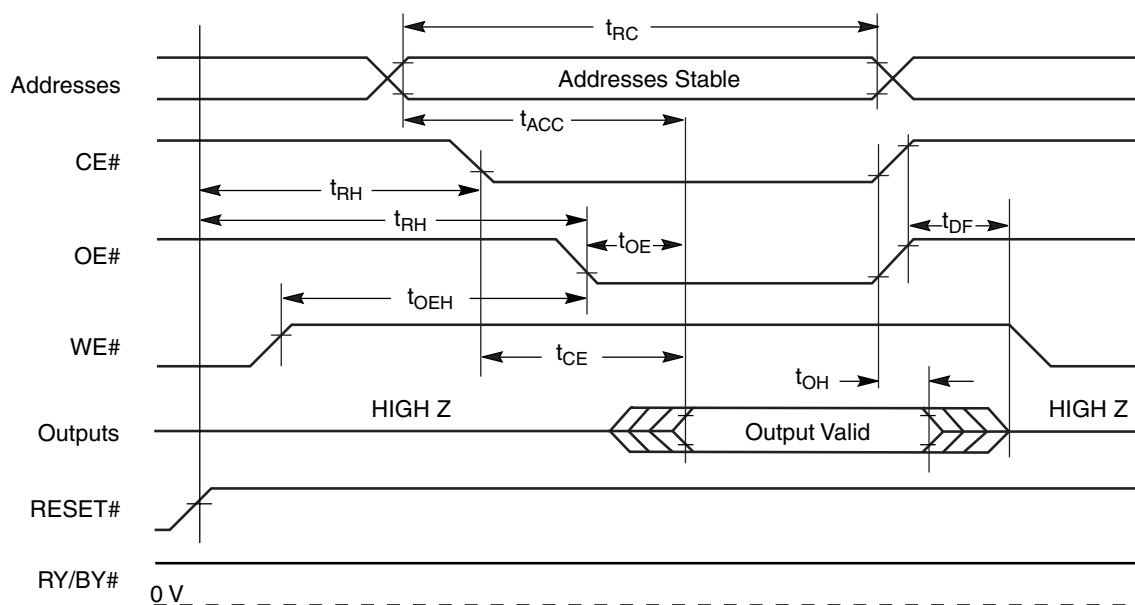 tRC
Addresses
Addresses Stable
tACC
CE#
tRH
tRH
OE#
tOE
tDF
tOEH
WE#
tCE
tOH
HIGH Z
HIGH Z
Outputs
Output Valid
RESET#
RY/BY#
0 V